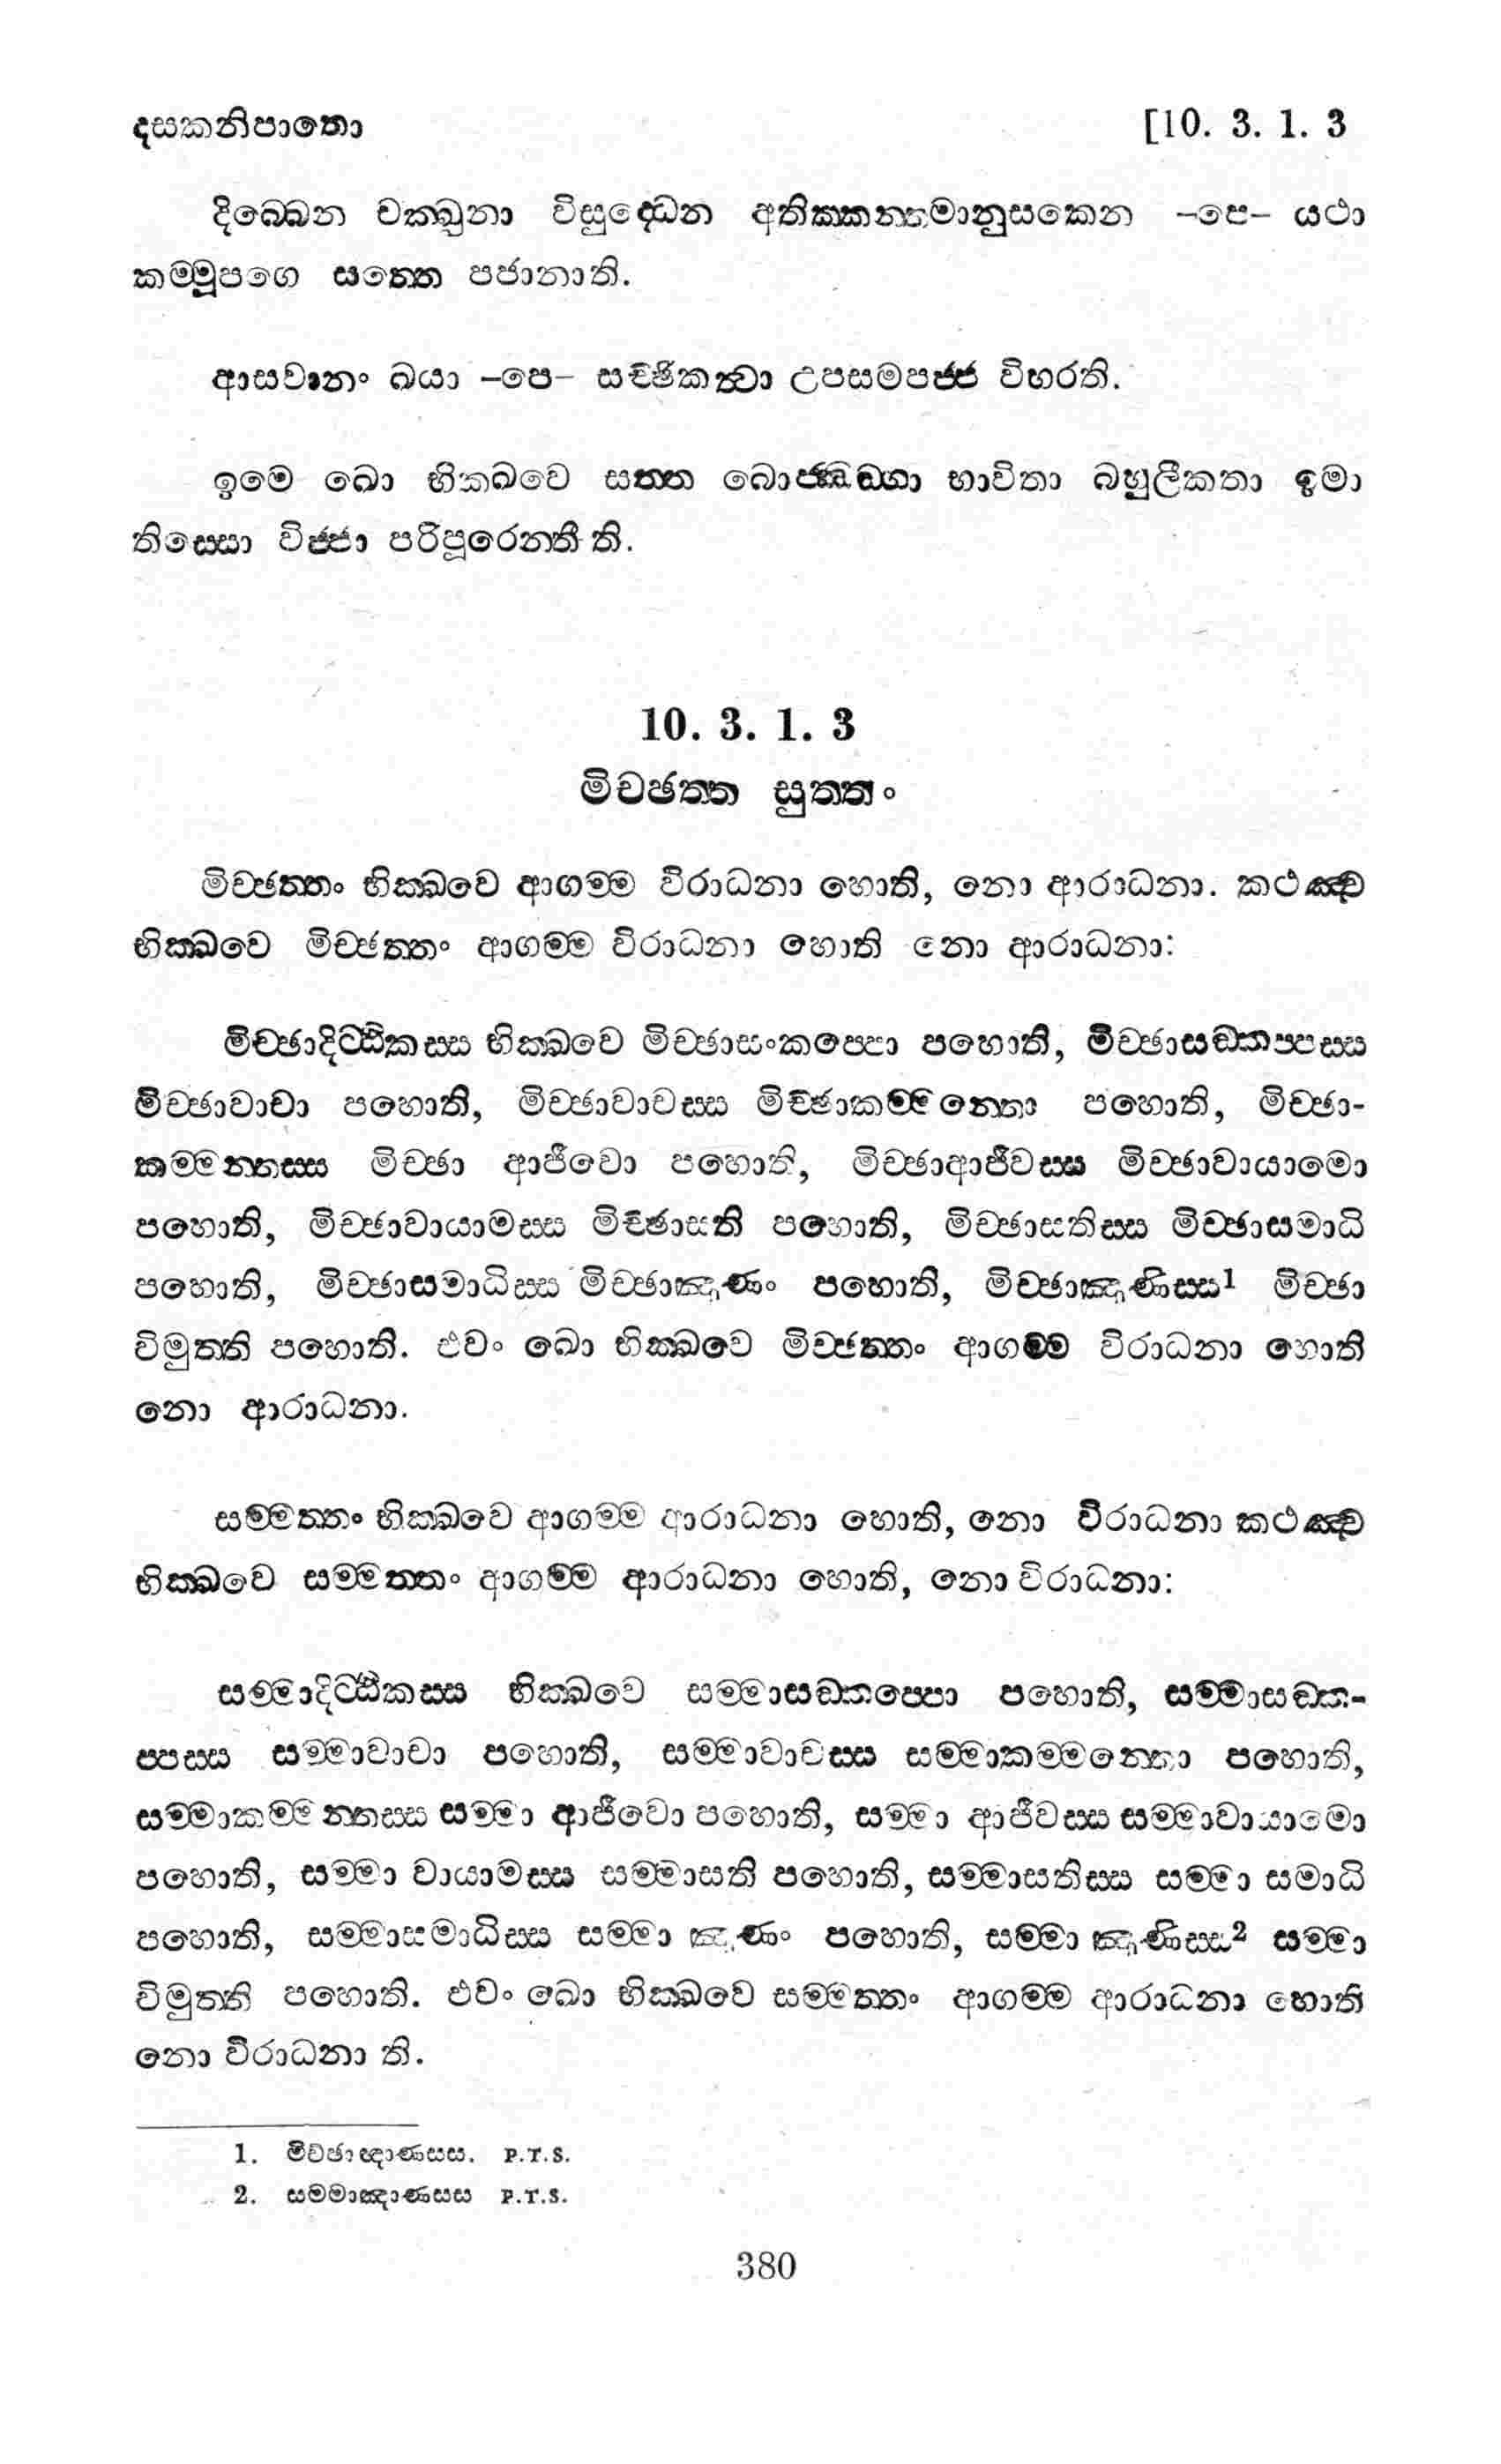 දසකනිපාතො [10. 3. 1. 3
දිබ්බෙන චක්ඛුනා විසුද්ධෙන අතික්කන්තමානුසකෙන -පෙ- යථා
කම්මූපගෙ සත්තෙ පජානාති.
ආසවානං ඛයා -පෙ- සච්ඡිකත්වා උපසම්පජ්ජ විහරති.
ඉමෙ ඛො භික්ඛවෙ සත්ත බොජ්ඣඞ්ගා භාවිතා බහුලීකතා ඉමා
තිස්සො විජ්ජා පරිපූරෙන්තී ති.
10. 3. 1. 3
මිච්ඡත්ත සුත්තං
මිච්ඡත්තං භික්ඛවෙ ආගම්ම විරාධනා හොති, නො ආරාධනා. කථඤ්ච
භික්ඛවෙ මිච්ඡත්තං ආගම්ම විරාධනා හොති නො ආරාධනා:
මිච්ඡාදිට්ඨිකස්ස භික්ඛවෙ මිච්ඡාසංකප්පො පහොති, මිච්ඡාසඞ්කප්පස්ස
මිච්ඡාවාචා පහොති, මිච්ඡාවාචස්ස මිච්ඡාකම්මන්තො පහොති, මිච්ඡා-
කම්මන්තස්ස මිච්ඡා ආජීවො පහොති, මිච්ඡාආජීවස්ස මිච්ඡාවායාමො
පහොති, මිච්ඡාවායාමස්ස මිච්ඡාසති පහොති, මිච්ඡාසතිස්ස මිච්ඡාසමාධි
පහොති, මිච්ඡාසමාධිස්ස මිච්ඡාඤාණං පහොති, මිච්ඡාඤාණිස්ස1 මිච්ඡා
විමුත්ති පහොති. එවං ඛො භික්ඛවෙ මිච්ඡත්තං ආගම්ම විරාධනා හොති
නො ආරාධනා.
සම්මත්තං භික්ඛවෙ ආගම්ම ආරාධනා හොති, නො විරාධනා කථඤ්ච
භික්ඛවෙ සම්මත්තං ආගම්ම ආරාධනා හොති, නො විරාධනා:
සම්මාදිට්ඨිකස්ස භික්ඛවෙ සම්මාසඞ්කප්පො පහොති, සම්මාසඞ්ක-
ප්පස්ස සම්මාවාචා පහොති, සම්මාවාචස්ස සම්මාකම්මන්තො පහොති,
සම්මාකම්මන්තස්ස සම්මා ආජීවො පහොති, සම්මා ආජීවස්ස සම්මාවායාමො
පහොති, සම්මා වායාමස්ස සම්මාසති පහොති, සම්මාසතිස්ස සම්මා සමාධි
පහොති, සම්මාසමාධිස්ස සම්මා ඤාණං පහොති, සම්මා ඤාණිස්ස2 සම්මා
විමුත්ති පහොති. එවං ඛො භික්ඛවෙ සම්මත්තං ආගම්ම ආරාධනා හොති
නො විරාධනා ති.
1. මිච්ඡාඤාණස්ස. P.T.S.
2. සම්මාඤාණස්ස P.T.S.
380